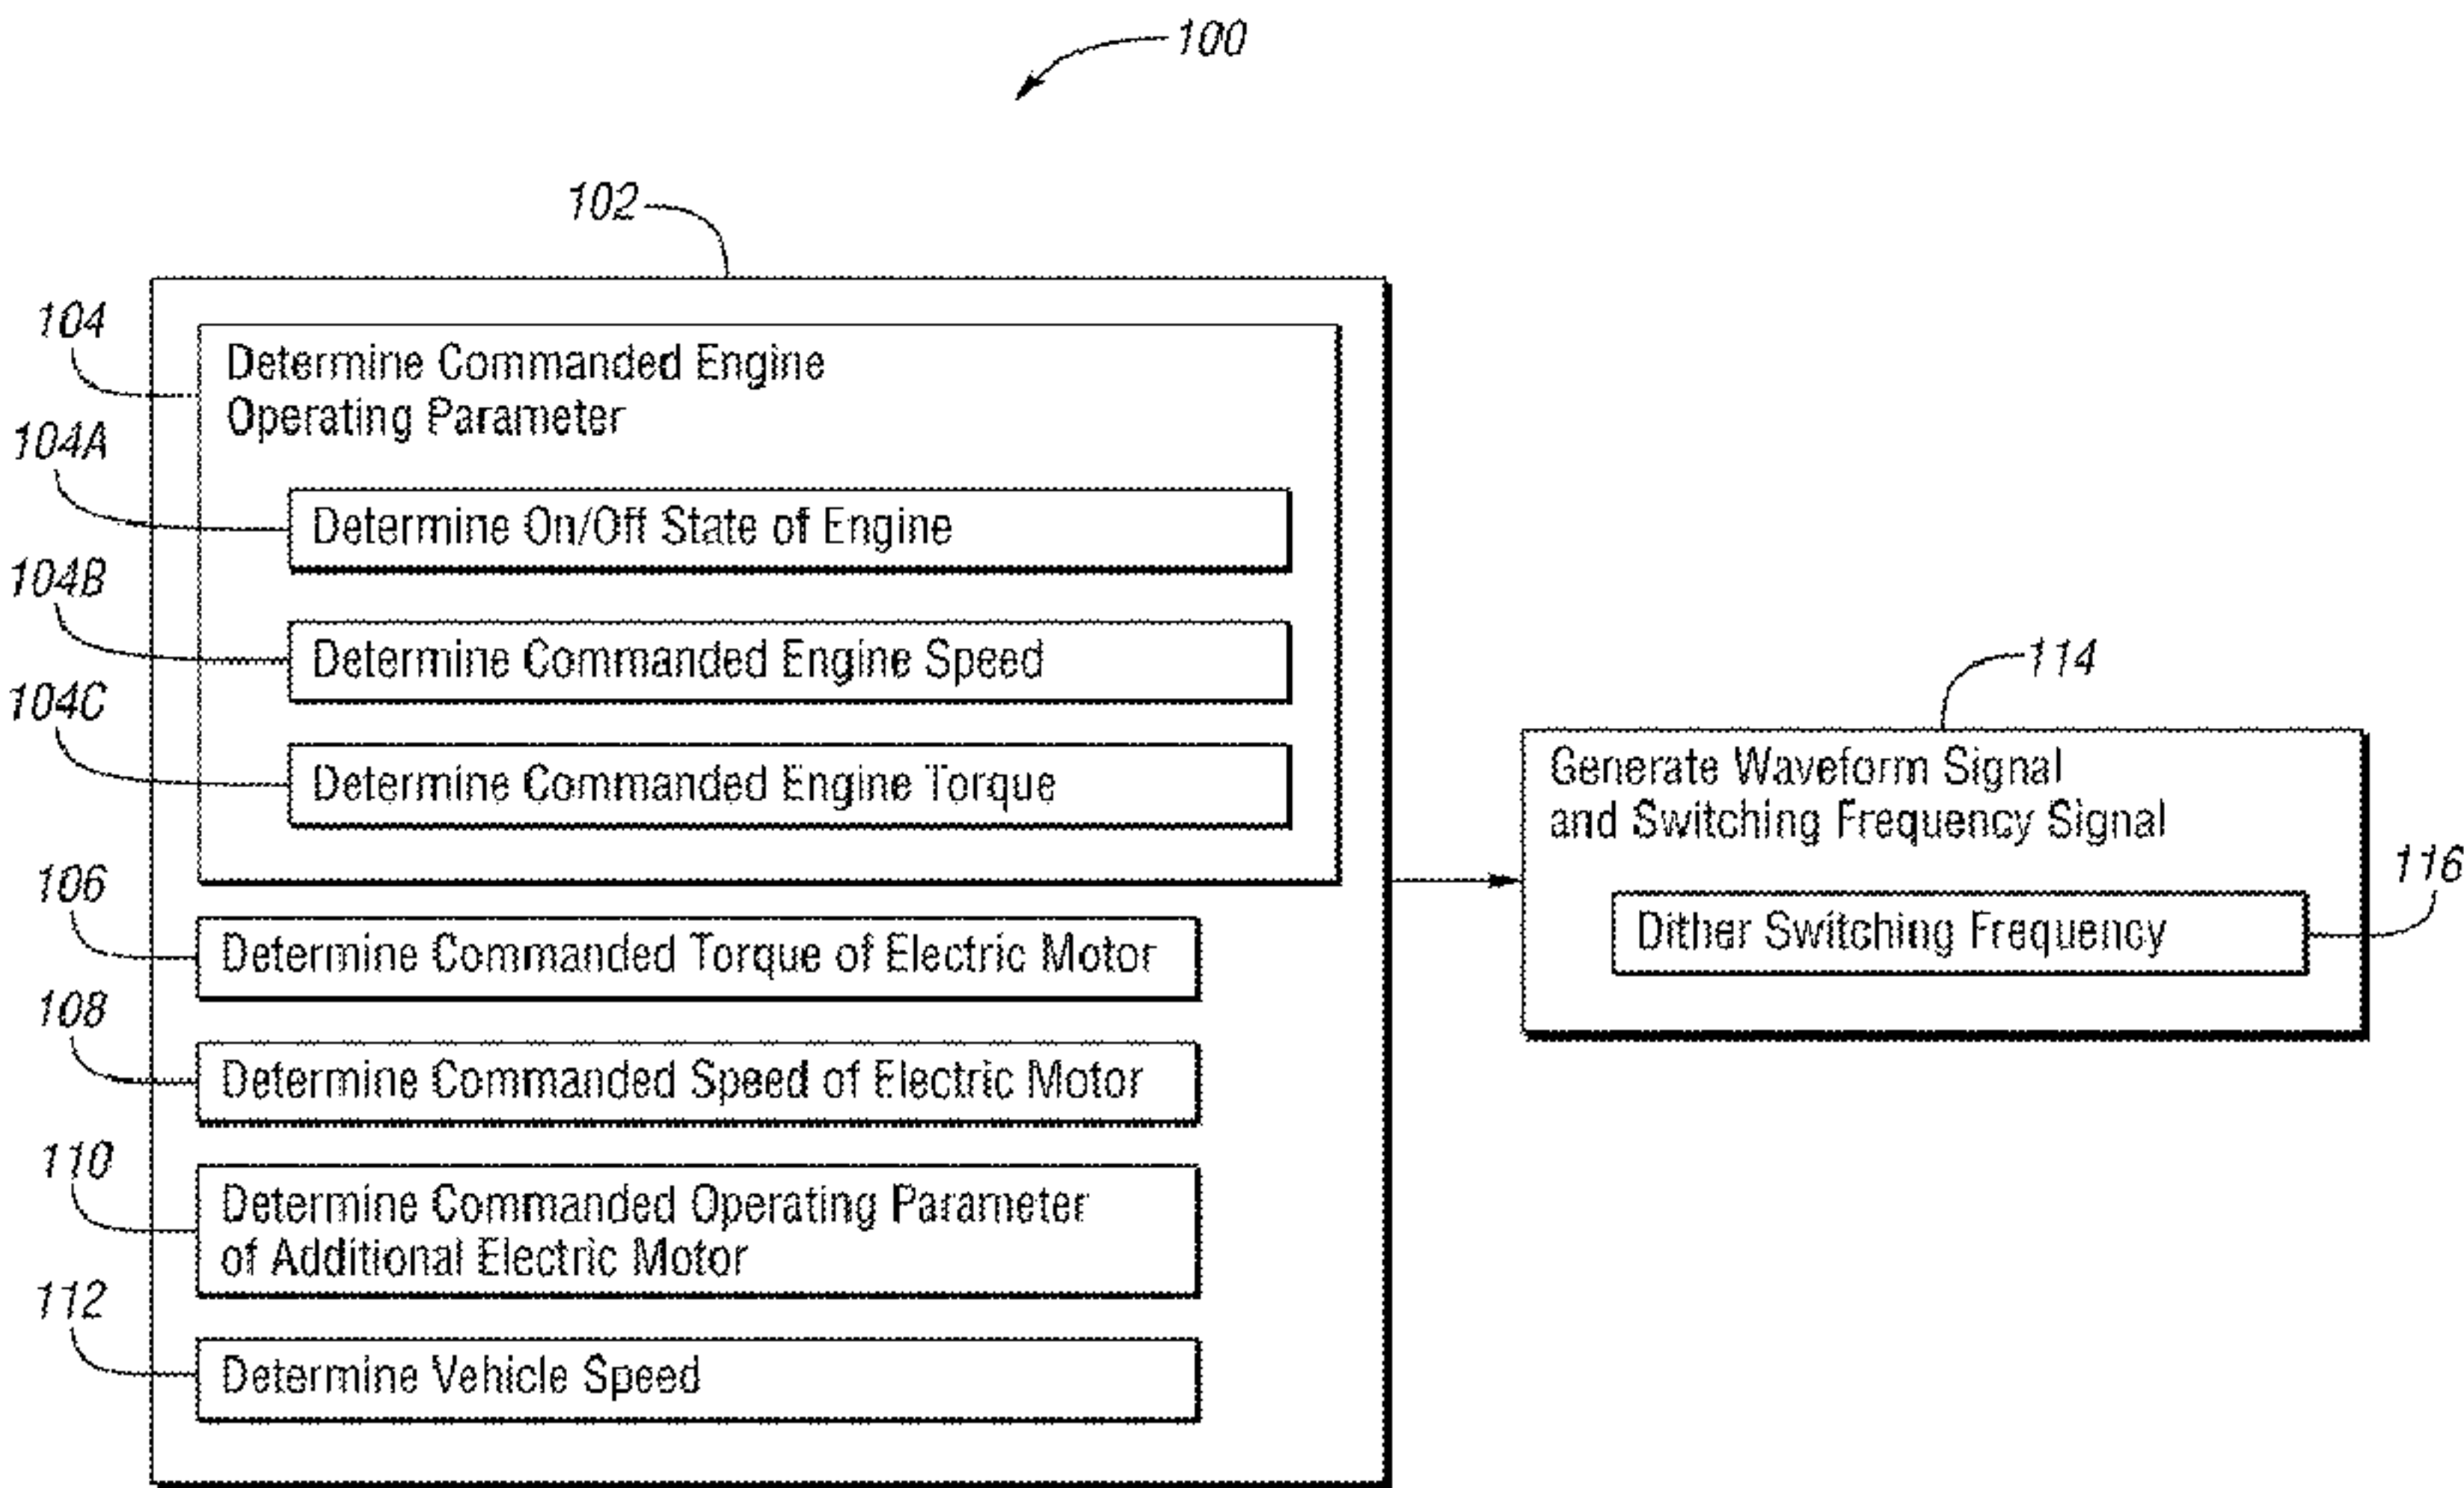 100
102
104
Determine Commanded Engine
Operating Parameter
104A
Determine On/Off State of Engine
104B
Determine Commanded Engine Speed
104C
Determine Commanded Engine Torque
106
Determine Commanded Torque of Electric Motor
108
Determine Commanded Speed of Electric Motor
110
Determine Commanded Operating Parameter
of Additional Electric Motor
112
Determine Vehicle Speed
114
Generate Waveform Signal
and Switching Frequency Signal
116
Dither Switching Frequency